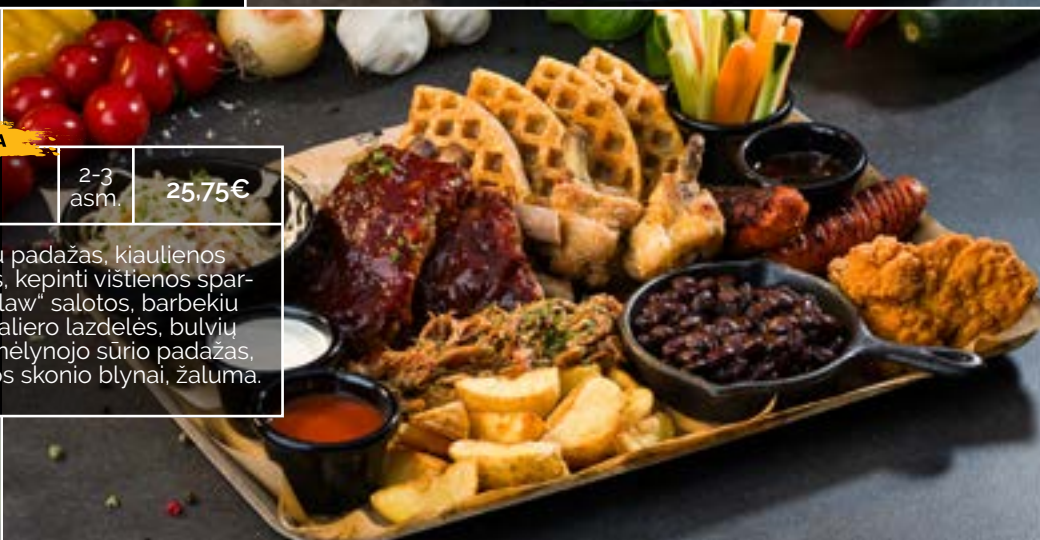 A
2-3
asm.
25,75€
u padažas, kiaulienos
s, kepinti vištienos spar-
law“ salotos, barbekiu
aliero lazdelės, bulvių
nėlynojo sūrio padažas,
os skonio blynai, žaluma.